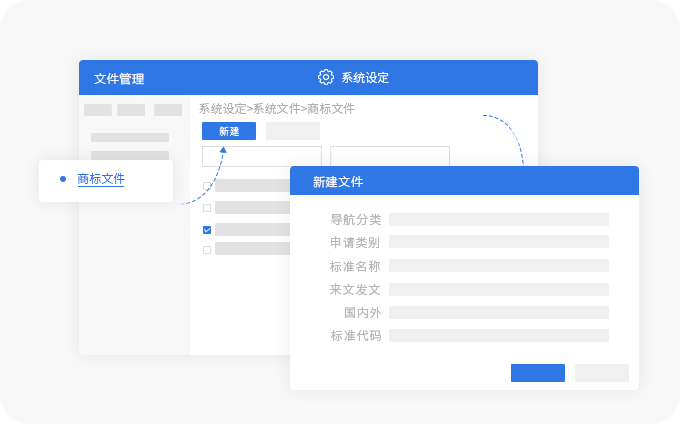 文件管理
系统设定
系统设定>系统文件>商标文件
新建
商标文件
新建文件
导航分类
申请类别
标准名称
来文发文
国内外
标准代码